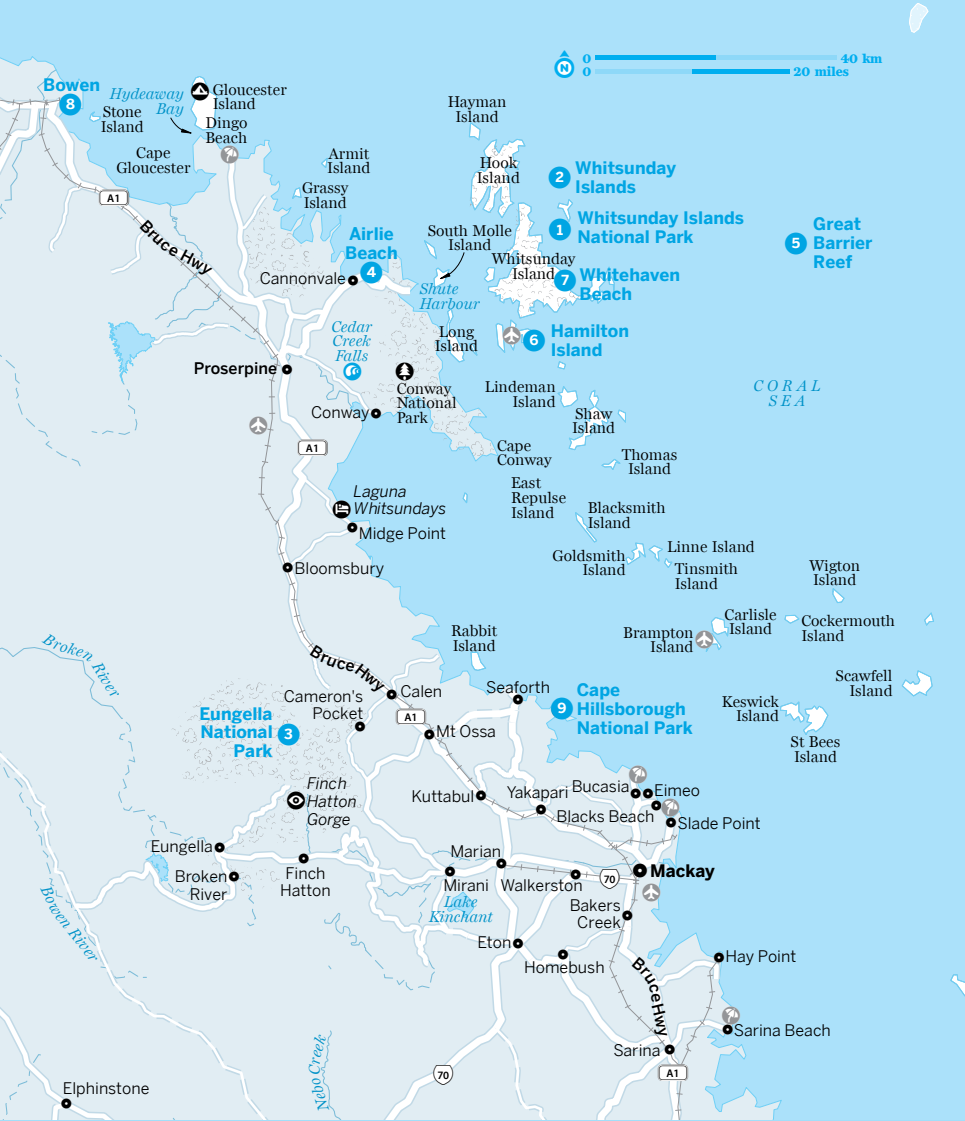 0
40 km
N
0
20 miles
Bowen
8
Hydeaway
Bay
Stone
Island
Gloucester
Island
Dingo
Beach
Cape
Gloucester
Hayman
Island
Armit
Island
Grassy
Island
Hook
Island
2
Whitsunday
Islands
A1
Bruce Hwy
1
Whitsunday Islands
National Park
5
Great
Barrier
Reef
Airlie
Beach
4
South Molle
Island
Whitsunday
Island
7
Whitehaven
Beach
Cannonvale
Shute
Harbour
Cedar
Creek
Falls
Long
Island
6
Hamilton
Island
Proserpine
Conway
National
Park
Lindeman
Island
CORAL
SEA
Conway
Shaw
Island
A1
Cape
Conway
Thomas
Island
Laguna
Whitsundays
East
Repulse
Island
Blacksmith
Island
Midge Point
Goldsmith
Island
Linne Island
Tinsmith
Island
Bloomsbury
Wigton
Island
Carlisle
Island
Cockermouth
Island
Brampton
Island
Rabbit
Island
Broken River
Bruce Hwy
Scawfell
Island
Calen
Seaforth
9
Cape
Hillsborough
National Park
Keswick
Island
St Bees
Island
Cameron's
Pocket
A1
Eungella
National
Park
3
Mt Ossa
Finch
Hatton
Gorge
Kuttabul
Yakapari
Bucasia
Eimeo
Blacks Beach
Slade Point
Eungella
Finch
Hatton
Broken
River
Marian
Mirani
Walkerston
70
Mackay
Lake
Kinchant
Bakers
Creek
Bowen River
Eton
Homebush
Hay Point
Bruce Hwy
Sarina Beach
Sarina
A1
Nebo Creek
70
Elphinstone